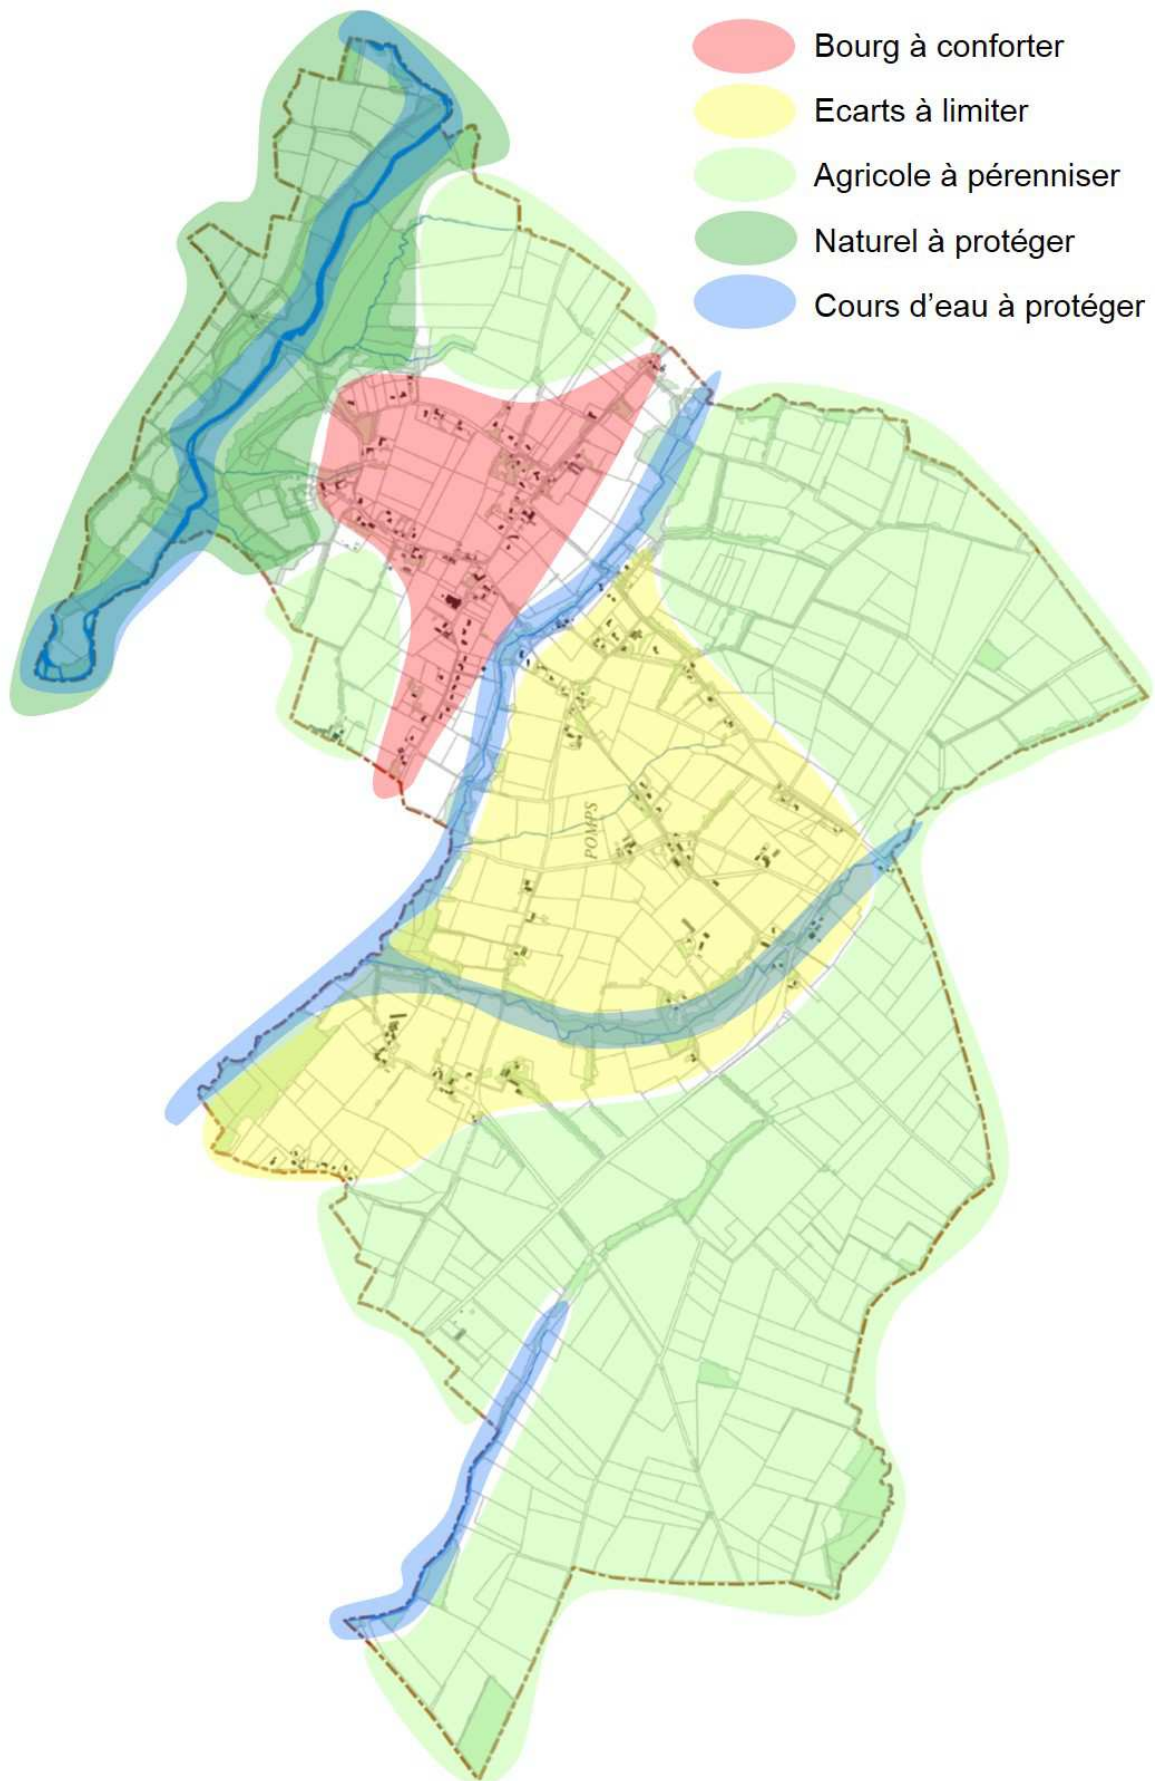 Bourg à conforter
Ecarts à limiter
Agricole à pérenniser
Naturel à protéger
Cours d'eau à protéger
POMPS